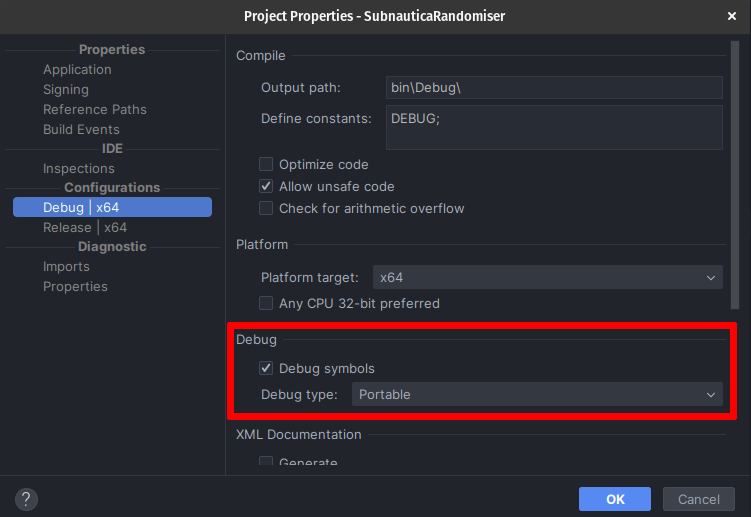 Project Properties - SubnauticaRandomiser
Properties
Application
Signing
Reference Paths
Build Events
IDE
Inspections
Configurations
Debug | x64
Release | x64
Diagnostic
Imports
Properties
Compile
Output path: bin\Debug\
Define constants: DEBUG;
Optimize code
Allow unsafe code
Check for arithmetic overflow
Platform
Platform target: x64
Any CPU 32-bit preferred
Debug
Debug symbols
Debug type: Portable
XML Documentation
Generate
?
OK
Cancel